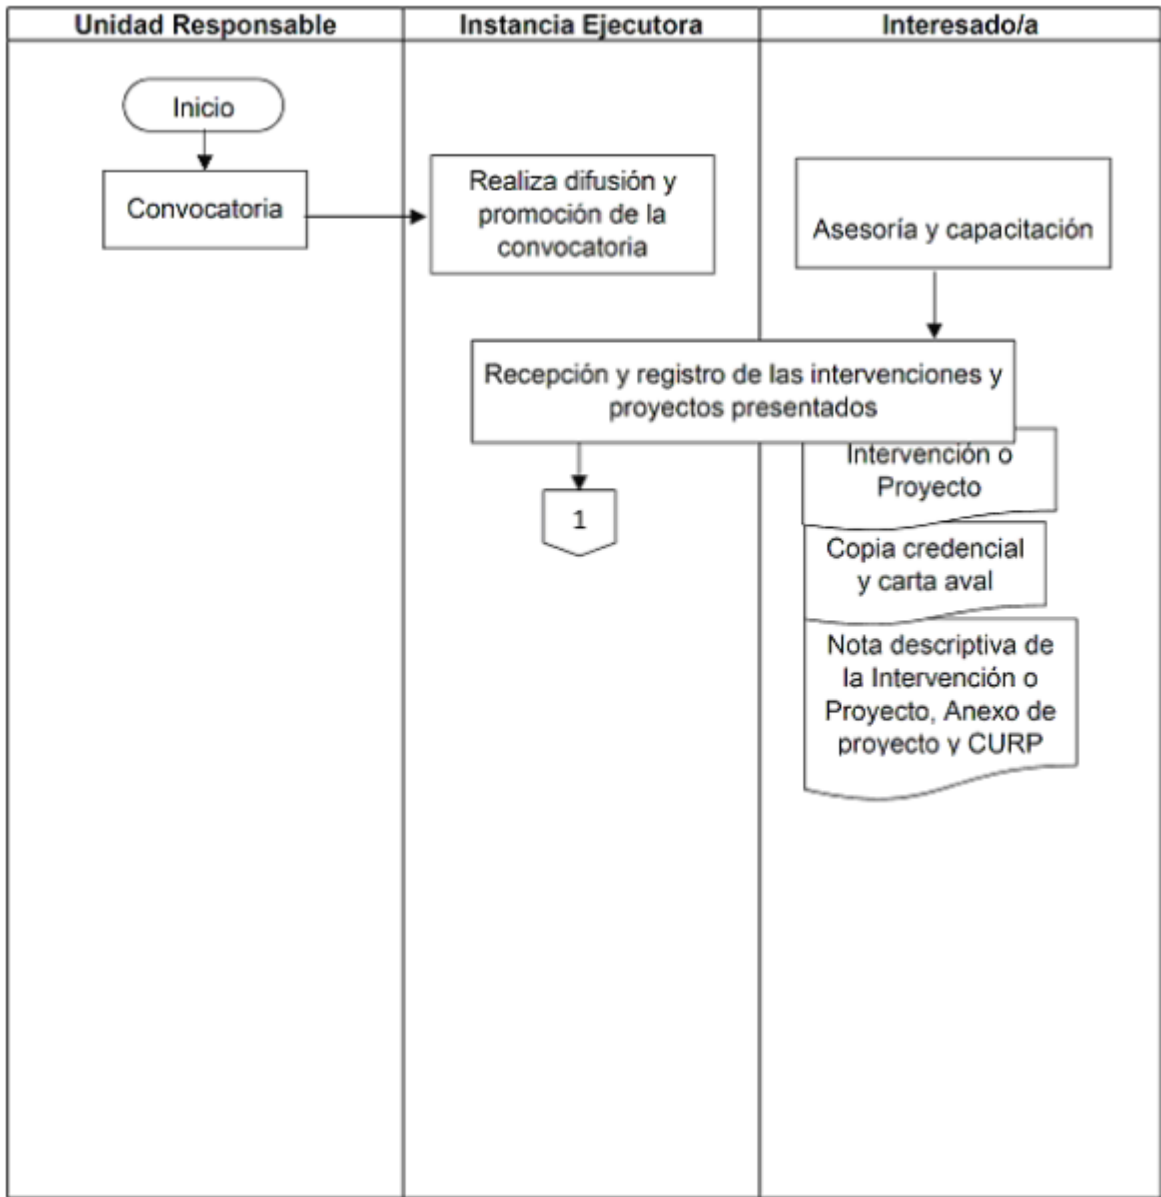 Unidad Responsable
Instancia Ejecutora
Interesado/a
Inicio
Convocatoria
Realiza difusión y
promoción de la
convocatoria
Asesoría y capacitación
Recepción y registro de las intervenciones y
proyectos presentados
1
Intervención o
Proyecto
Copia credencial
y carta aval
Nota descriptiva de
la Intervención o
Proyecto, Anexo de
proyecto y CURP